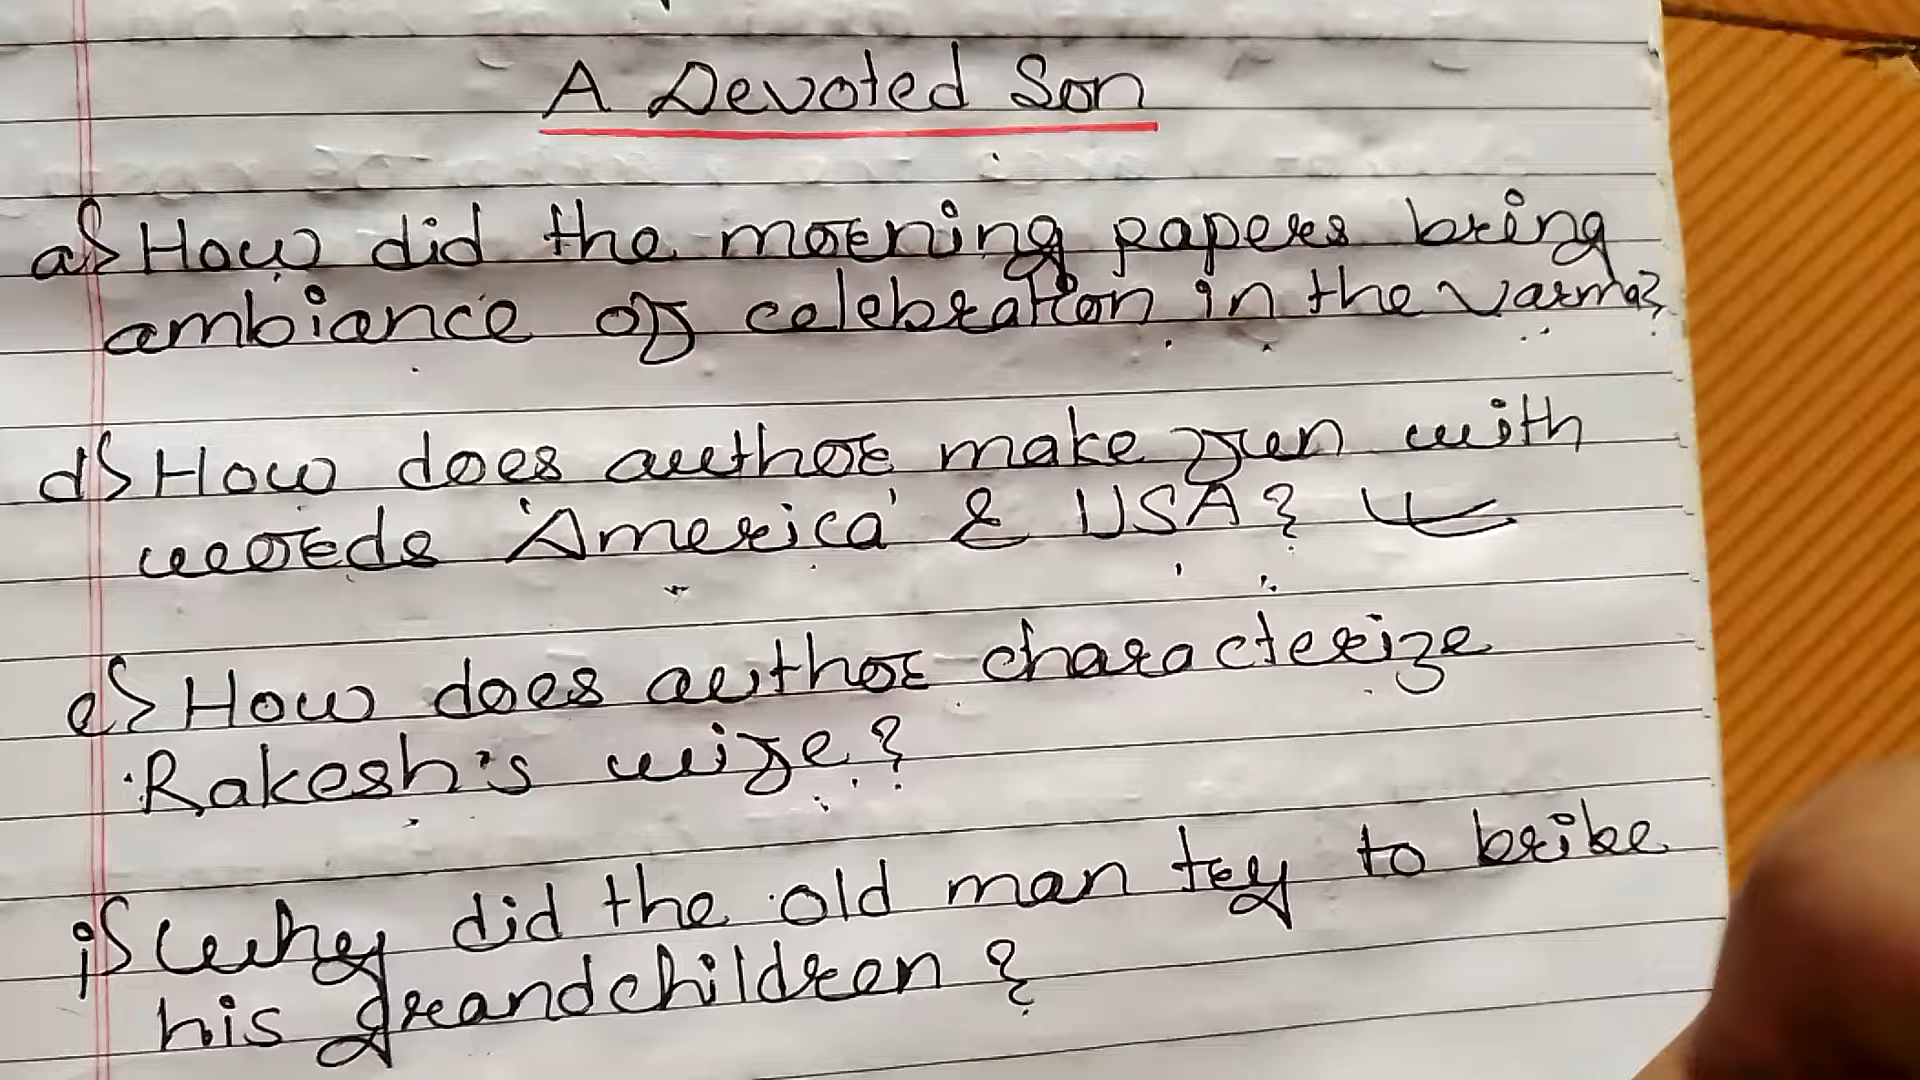 A Devoted Son
a) How did the morning papers bring
ambiance of celebration in the varma?
d) How does author make fun with
words 'America' & USA?
e) How does author characterize
Rakesh's wife?
i) Why did the old man try to bribe
his grandchildren?